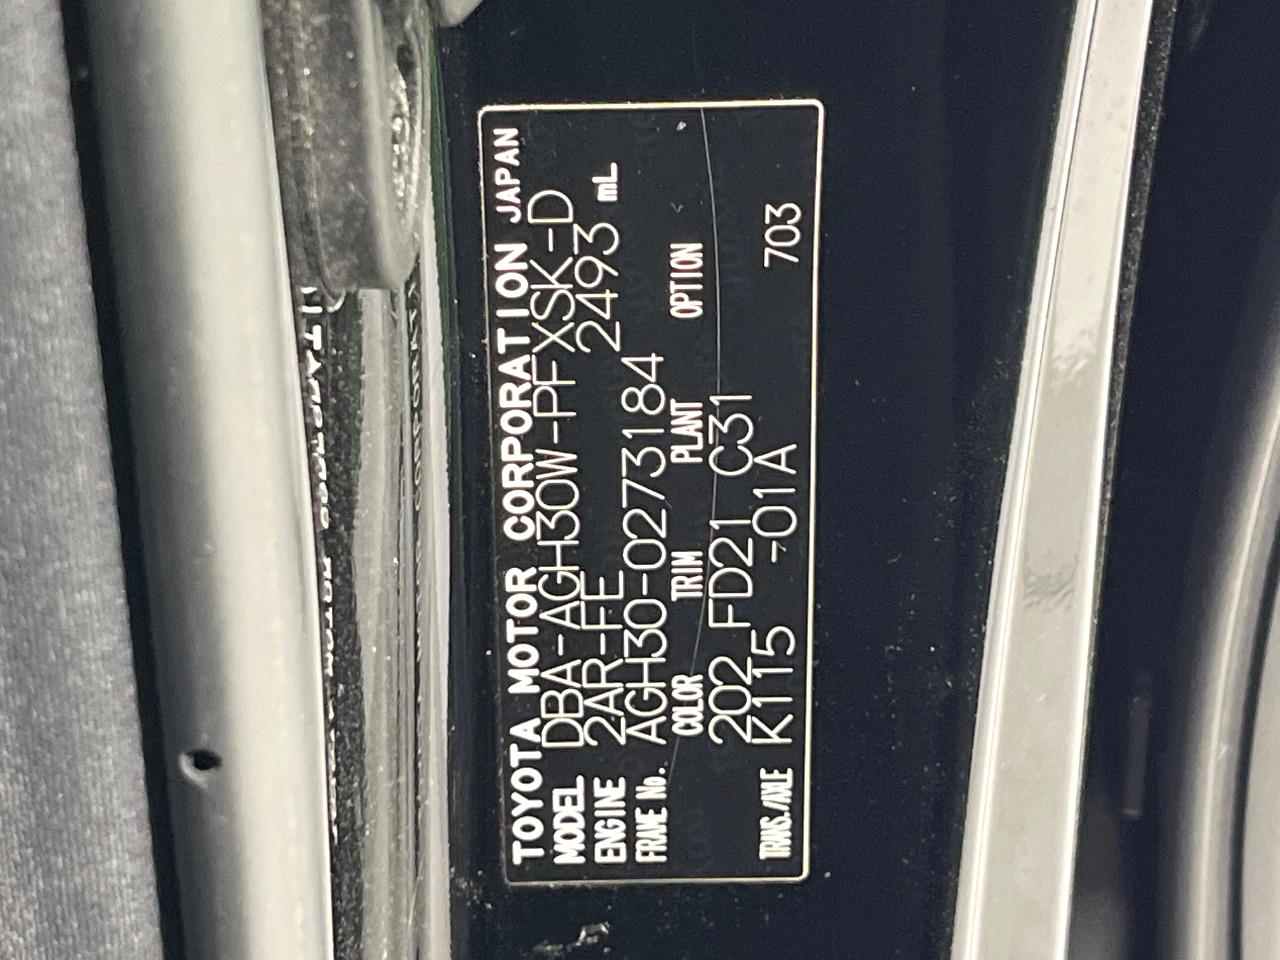 TOYOTA MOTOR CORPORATION JAPAN
MODEL DBA-AGH30W-PFXSK-D
ENGINE 2AR-FE 2493 mL
FRAME No. AGH30-0273184
COLOR TRIM PLANT OPTION
202 FD21 C31
TRANS./AXLE K115 -01A 703